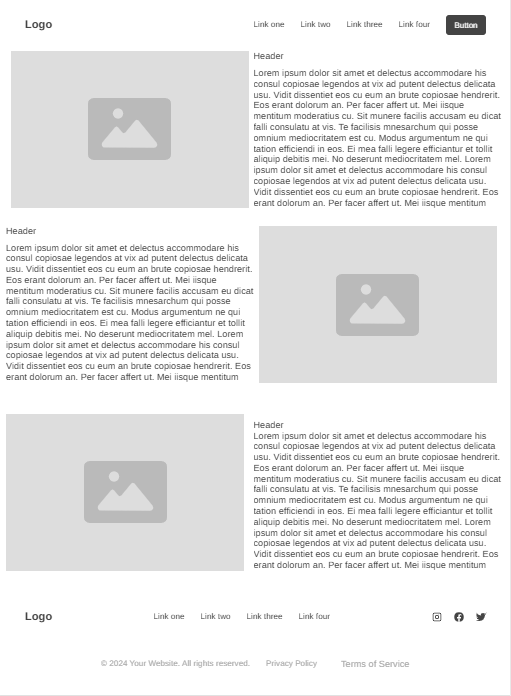 Logo
Link one Link two Link three Link four Button
Header
Lorem ipsum dolor sit amet et delectus accommodare his
consul copiosae legendos at vix ad putent delectus delicata
usu. Vidit dissentiet eos cu eum an brute copiosae hendrerit.
Eos erant dolorum an. Per facer affert ut. Mei iisque
mentitum moderatius cu. Sit munere facilis accusam eu dicat
falli consulatu at vis. Te facilisis mnesarchum qui posse
omnium mediocritatem ex cu. Modus argumentum ne qui
tation efficiendi in eos. Ei mea falli legere efficiantur et tollit
aliquip debitis mei. No deserunt mediocritatem mel. Lorem
ipsum dolor sit amet et delectus accommodare his consul
copiosae legendos at vix ad putent delectus delicata usu.
Vidit dissentiet eos cu eum an brute copiosae hendrerit. Eos
erant dolorum an. Per facer affert ut. Mei iisque mentitum
Header
Lorem ipsum dolor sit amet et delectus accommodare his
consul copiosae legendos at vix ad putent delectus delicata
usu. Vidit dissentiet eos cu eum an brute copiosae hendrerit.
Eos erant dolorum an. Per facer affert ut. Mei iisque
mentitum moderatius cu. Sit munere facilis accusam eu dicat
falli consulatu at vis. Te facilisis mnesarchum qui posse
omnium mediocritatem ex cu. Modus argumentum ne qui
tation efficiendi in eos. Ei mea falli legere efficiantur et tollit
aliquip debitis mei. No deserunt mediocritatem mel. Lorem
ipsum dolor sit amet et delectus accommodare his consul
copiosae legendos at vix ad putent delectus delicata usu.
Vidit dissentiet eos cu eum an brute copiosae hendrerit. Eos
erant dolorum an. Per facer affert ut. Mei iisque mentitum
Header
Lorem ipsum dolor sit amet et delectus accommodare his
consul copiosae legendos at vix ad putent delectus delicata
usu. Vidit dissentiet eos cu eum an brute copiosae hendrerit.
Eos erant dolorum an. Per facer affert ut. Mei iisque
mentitum moderatius cu. Sit munere facilis accusam eu dicat
falli consulatu at vis. Te facilisis mnesarchum qui posse
omnium mediocritatem ex cu. Modus argumentum ne qui
tation efficiendi in eos. Ei mea falli legere efficiantur et tollit
aliquip debitis mei. No deserunt mediocritatem mel. Lorem
ipsum dolor sit amet et delectus accommodare his consul
copiosae legendos at vix ad putent delectus delicata usu.
Vidit dissentiet eos cu eum an brute copiosae hendrerit. Eos
erant dolorum an. Per facer affert ut. Mei iisque mentitum
Logo
Link one Link two Link three Link four
© 2024 Your Website. All rights reserved. Privacy Policy Terms of Service